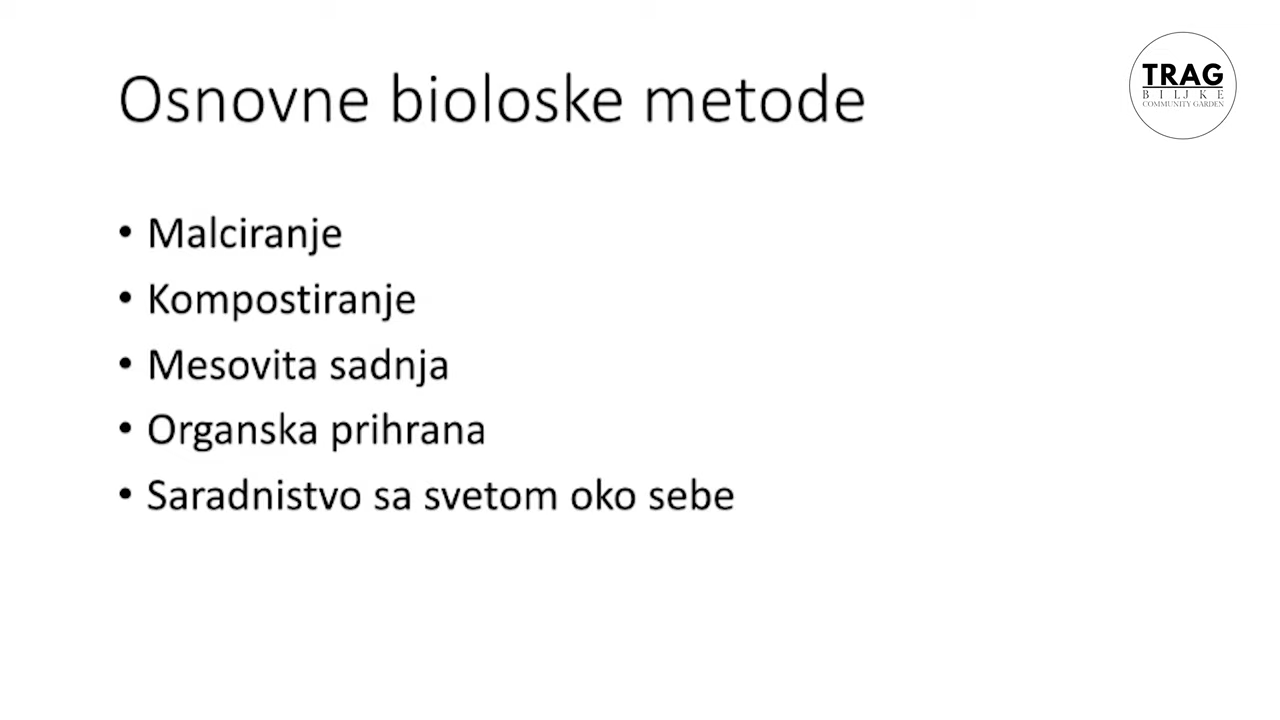 Osnovne bioloske metode
TRAG
BILJKE
COMMUNITY GARDEN
• Malciranje
• Kompostiranje
• Mesovita sadnja
• Organska prihrana
• Saradnistvo sa svetom oko sebe